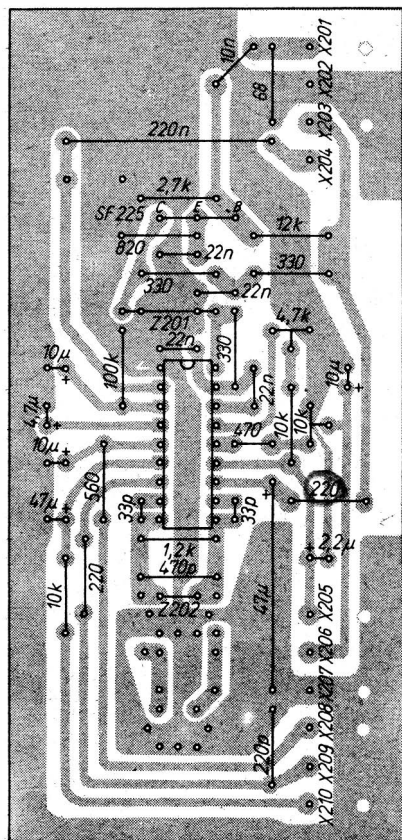 10n
X201
68
X202
X203
220n
X204
2,7k
SF 225 C E B
820
12k
22n
330
330
22n
Z201
4,7k
22n
100k
330
10µ
+
22n
10µ
+
4,7µ
+
470
10k
10k
10µ
+
560
47µ
+
+
220
33p
33p
1,2k
2,2µ
+
220
10k
470p
47µ
Z202
X205
X206
X207
220p
X208
X209
X210